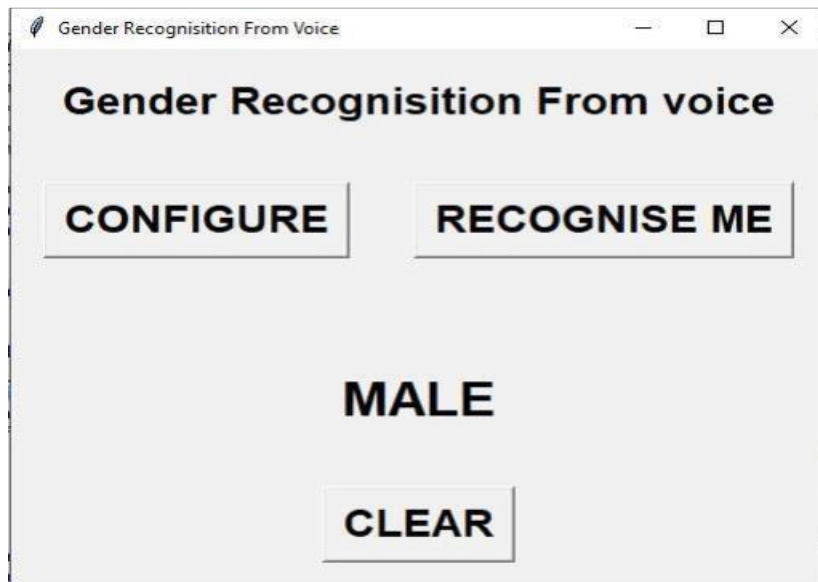 Gender Recognisition From Voice
Gender Recognisition From voice
CONFIGURE RECOGNISE ME
MALE
CLEAR